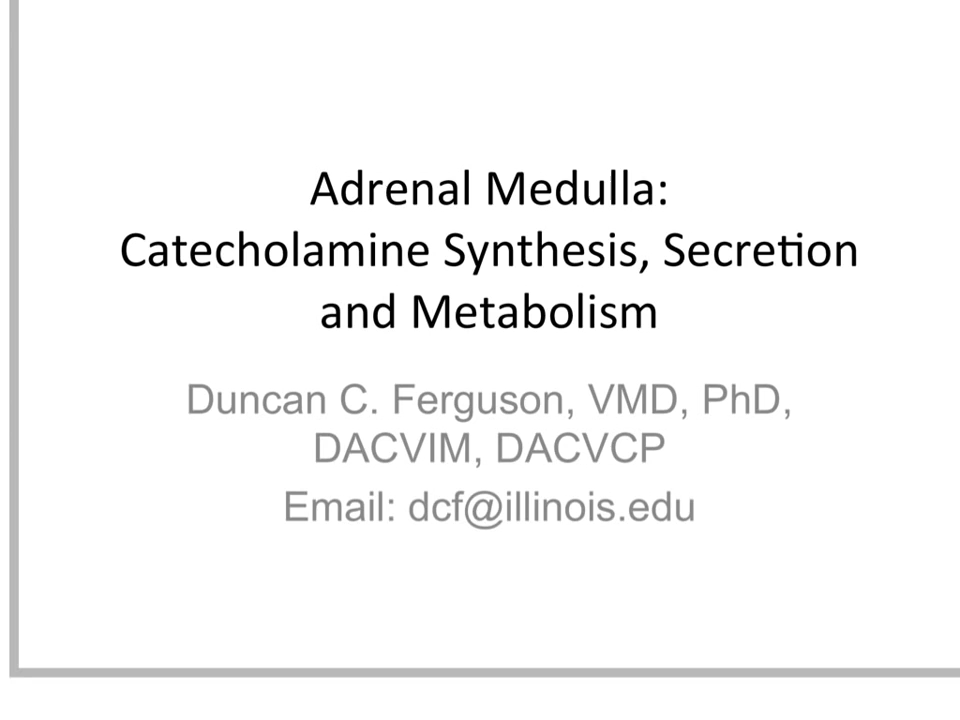 Adrenal Medulla:
Catecholamine Synthesis, Secretion
and Metabolism
Duncan C. Ferguson, VMD, PhD,
DACVIM, DACVCP
Email: dcf@illinois.edu